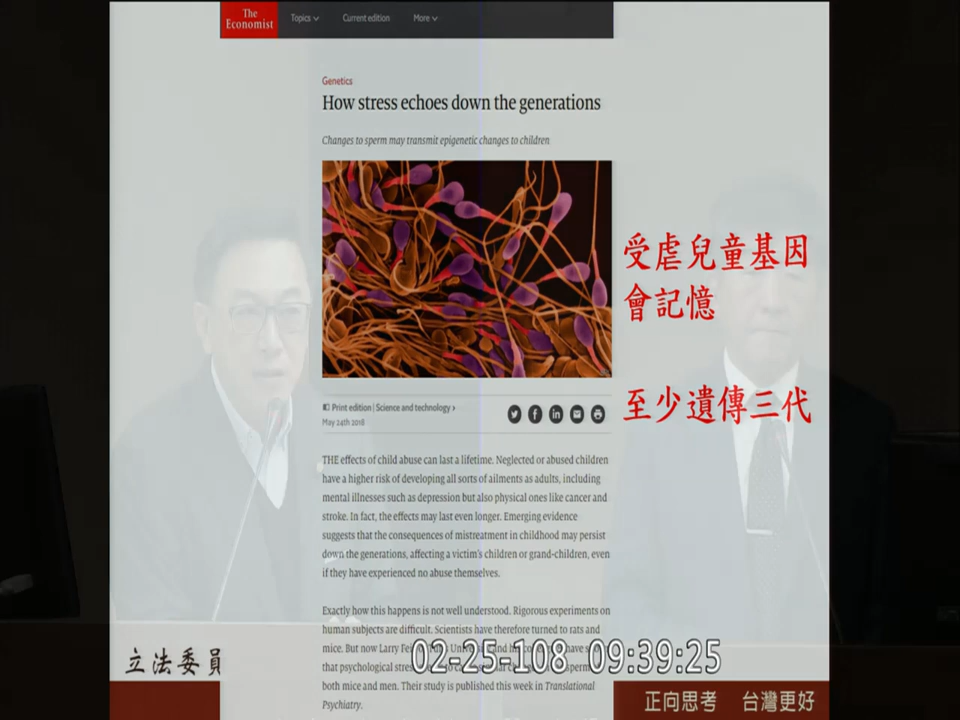 The
Economist
Topics
Current edition
More
Genetics
How stress echoes down the generations
Changes to sperm may transmit epigenetic changes to children
受虐兒童基因
會記憶
至少遺傳三代
Print edition | Science and technology
May 24th 2018
THE effects of child abuse can last a lifetime. Neglected or abused children
have a higher risk of developing all sorts of ailments as adults, including
mental illnesses such as depression but also physical ones like cancer and
stroke. In fact, the effects may last even longer. Emerging evidence
suggests that the consequences of mistreatment in childhood may persist
down the generations, affecting a victim's children or grand-children, even
if they have experienced no abuse themselves.
Exactly how this happens is not well understood. Rigorous experiments on
human subjects are difficult. Scientists have therefore turned to rats and
mice. But now Larry
that psychological
both mice and men. Their study is published this week in Translational
Psychiatry.
02-25-108 09:39:25
立法委員
正向思考 台灣更好